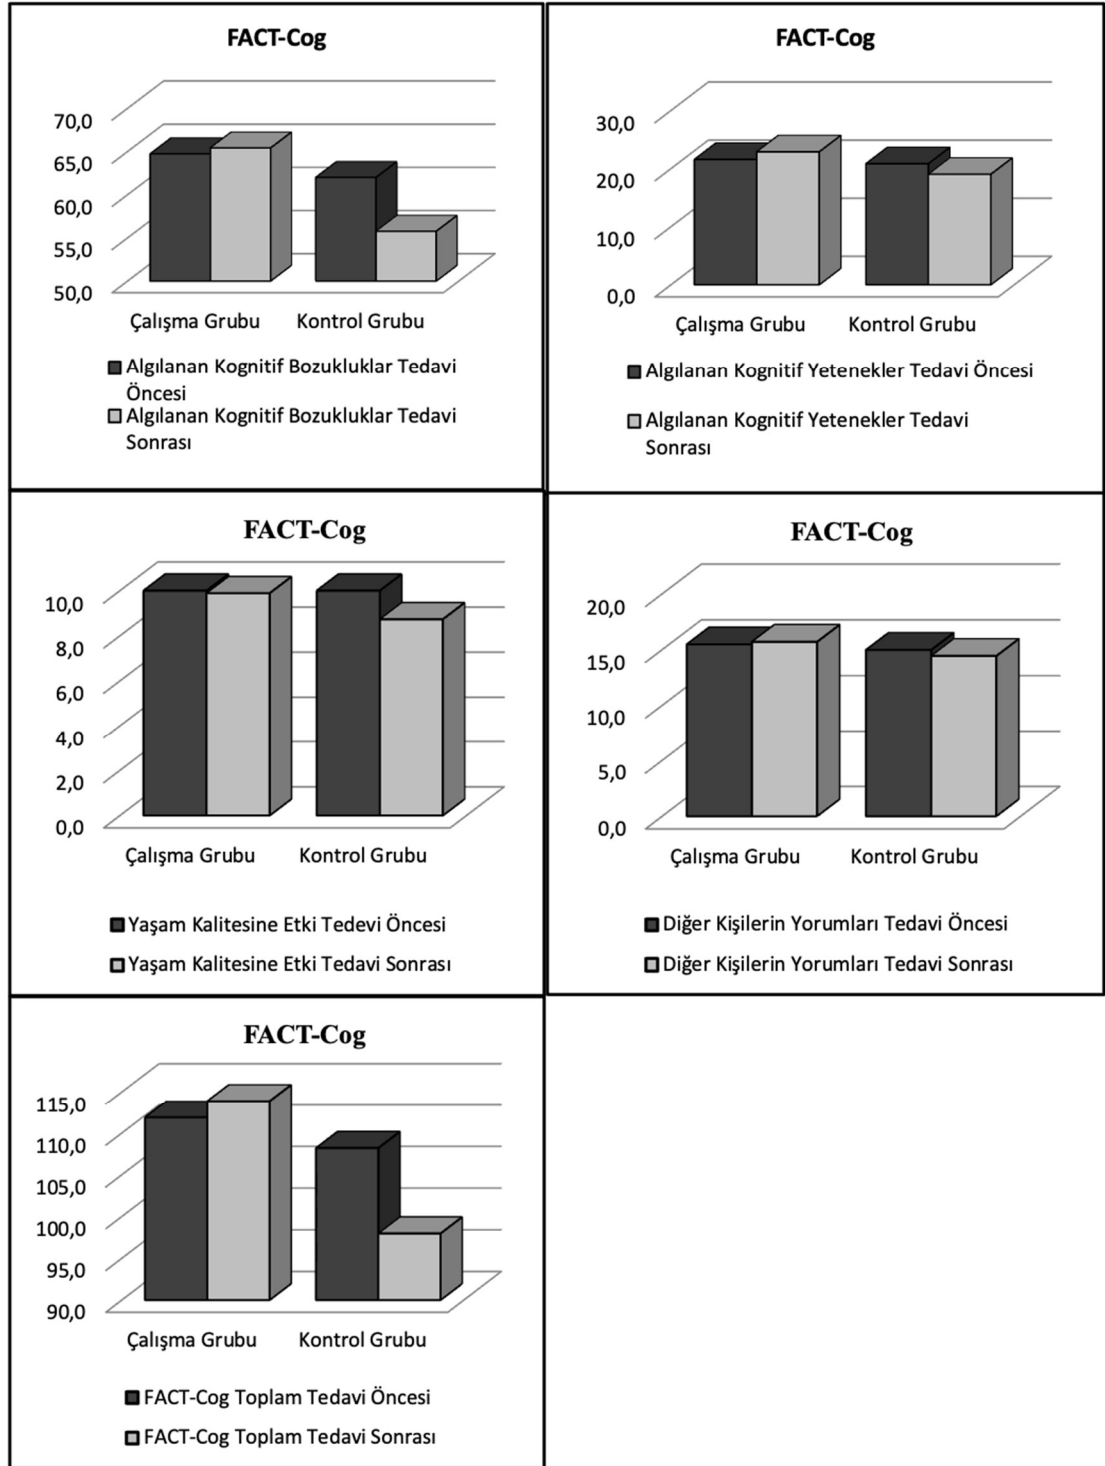 FACT-Cog
70,0
65,0
60,0
55,0
50,0
Çalışma Grubu Kontrol Grubu
Algılanan Kognitif Bozukluklar Tedavi
Öncesi
Algılanan Kognitif Bozukluklar Tedavi
Sonrası
FACT-Cog
30,0
20,0
10,0
0,0
Çalışma Grubu Kontrol Grubu
Algılanan Kognitif Yetenekler Tedavi Öncesi
Algılanan Kognitif Yetenekler Tedavi
Sonrası
FACT-Cog
10,0
8,0
6,0
4,0
2,0
0,0
Çalışma Grubu Kontrol Grubu
Yaşam Kalitesine Etki Tedevi Öncesi
Yaşam Kalitesine Etki Tedavi Sonrası
FACT-Cog
20,0
15,0
10,0
5,0
0,0
Çalışma Grubu Kontrol Grubu
Diğer Kişilerin Yorumları Tedavi Öncesi
Diğer Kişilerin Yorumları Tedavi Sonrası
FACT-Cog
115,0
110,0
105,0
100,0
95,0
90,0
Çalışma Grubu Kontrol Grubu
FACT-Cog Toplam Tedavi Öncesi
FACT-Cog Toplam Tedavi Sonrası